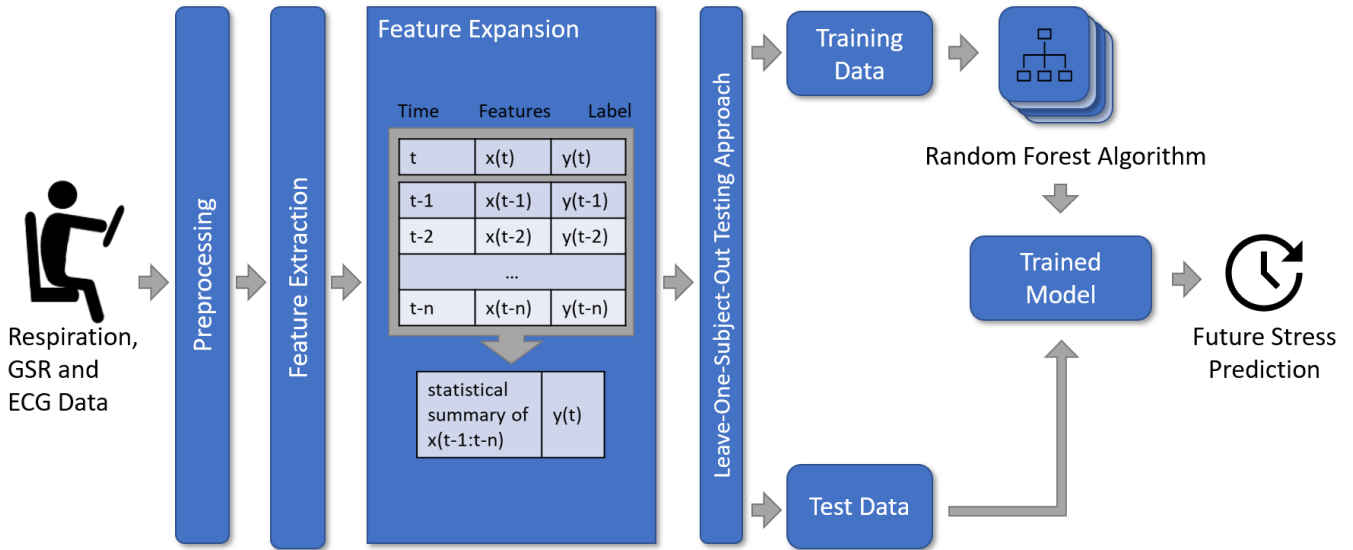 Respiration,
GSR and
ECG Data
Preprocessing
Feature Extraction
Feature Expansion
Time Features Label
t x(t) y(t)
t-1 x(t-1) y(t-1)
t-2 x(t-2) y(t-2)
...
t-n x(t-n) y(t-n)
statistical
summary of y(t)
x(t-1:t-n)
Leave-One-Subject-Out Testing Approach
Training
Data
Random Forest Algorithm
Trained
Model
Future Stress
Prediction
Test Data